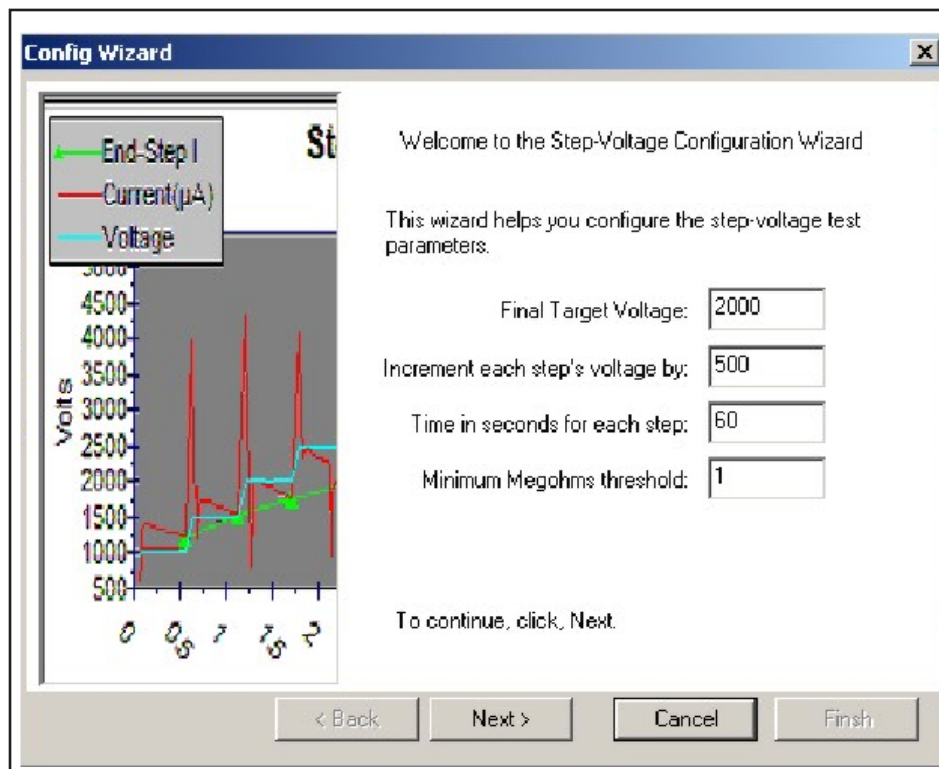 Config Wizard
End-Step I
Current(µA)
Voltage
St
Volts
5000
4500
4000
3500
3000
2500
2000
1500
1000
500
0
0.5
1
1.5
2
Welcome to the Step-Voltage Configuration Wizard
This wizard helps you configure the step-voltage test
parameters.
Final Target Voltage: 2000
Increment each step's voltage by: 500
Time in seconds for each step: 60
Minimum Megohms threshold: 1
To continue, click, Next.
< Back
Next >
Cancel
Finsh